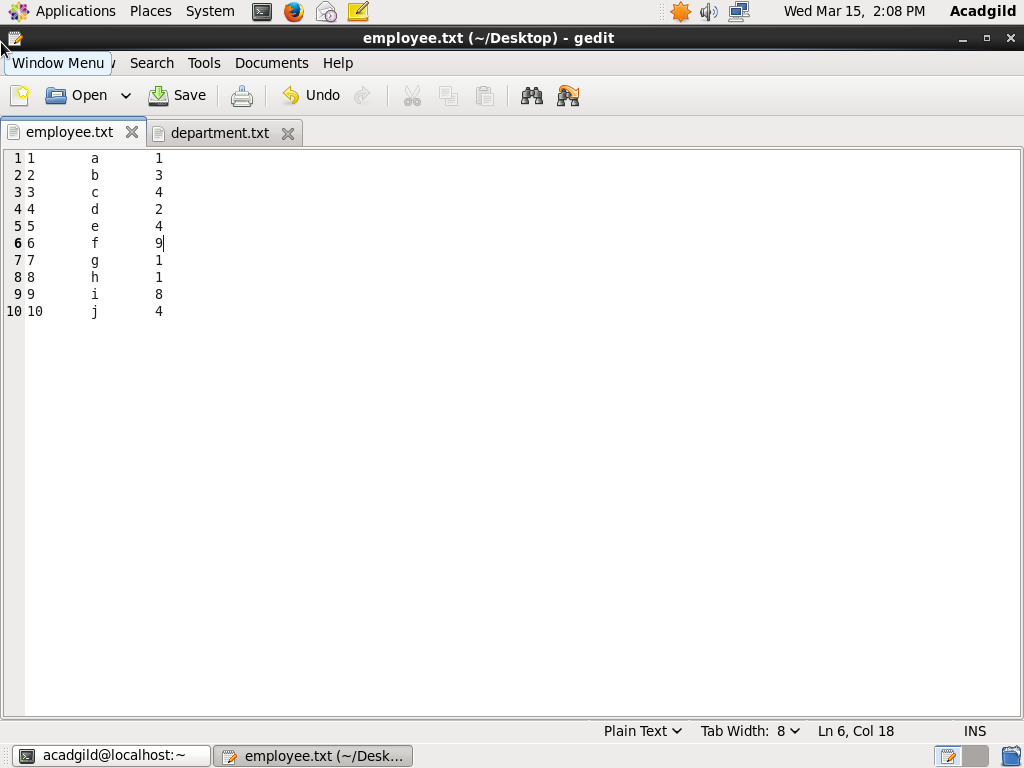 Applications Places System Wed Mar 15, 2:08 PM Acadgild
employee.txt (~/Desktop) - gedit
Window Menu Search Tools Documents Help
Open Save Undo
employee.txt department.txt
1 1 a 1
2 2 b 3
3 3 c 4
4 4 d 2
5 5 e 4
6 6 f 9
7 7 g 1
8 8 h 1
9 9 i 8
10 10 j 4
Plain Text Tab Width: 8 Ln 6, Col 18 INS
acadgild@localhost:~ employee.txt (~/Desk...